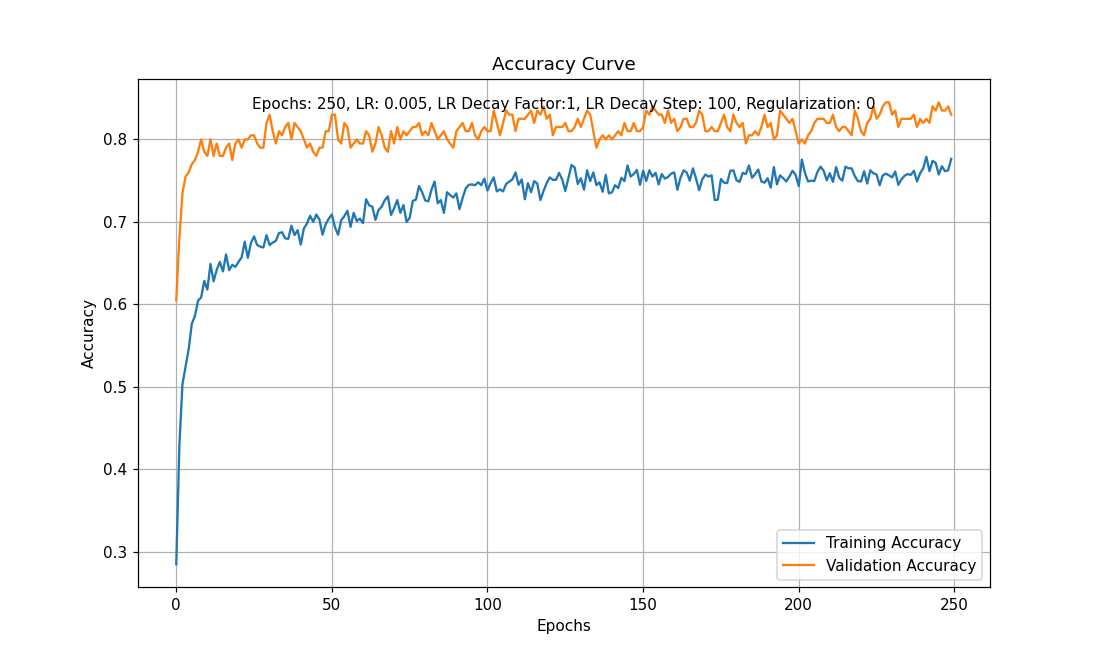 Accuracy Curve
Epochs: 250, LR: 0.005, LR Decay Factor:1, LR Decay Step: 100, Regularization: 0
0.8
0.7
0.6
0.5
0.4
0.3
Accuracy
Training Accuracy
Validation Accuracy
0 50 100 150 200 250
Epochs